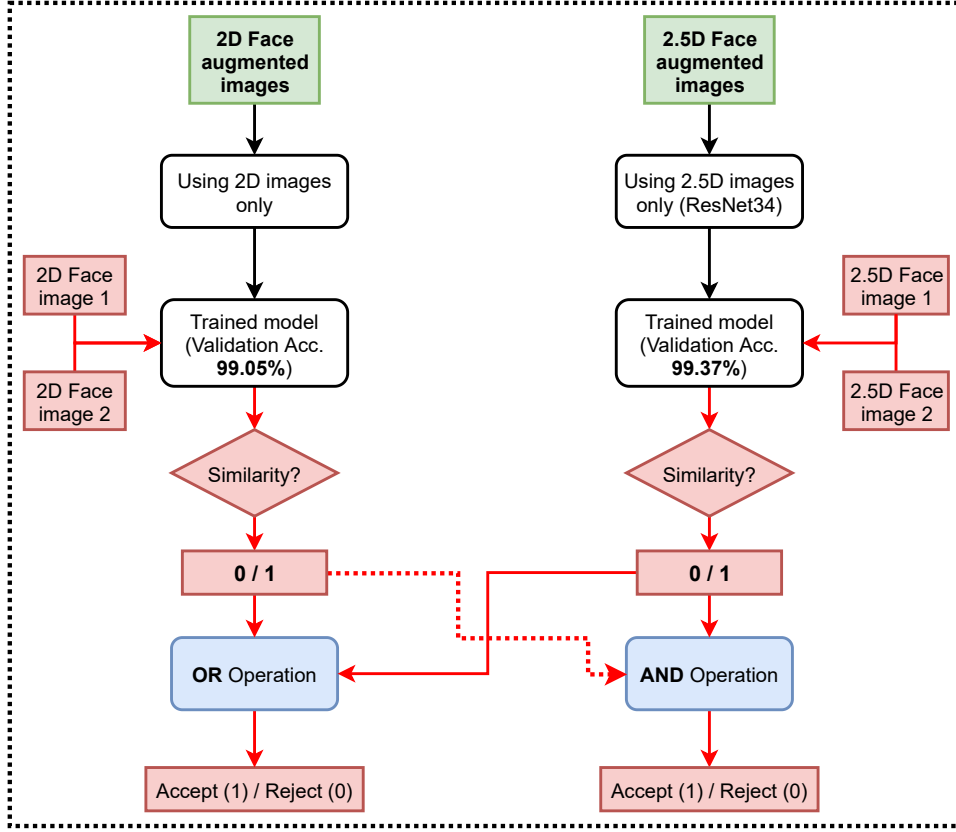 2D Face
augmented
images
2.5D Face
augmented
images
Using 2D images
only
Using 2.5D images
only (ResNet34)
2D Face
image 1
2D Face
image 2
Trained model
(Validation Acc.
99.05%)
Trained model
(Validation Acc.
99.37%)
2.5D Face
image 1
2.5D Face
image 2
Similarity?
Similarity?
0 / 1
0 / 1
OR Operation
AND Operation
Accept (1) / Reject (0)
Accept (1) / Reject (0)